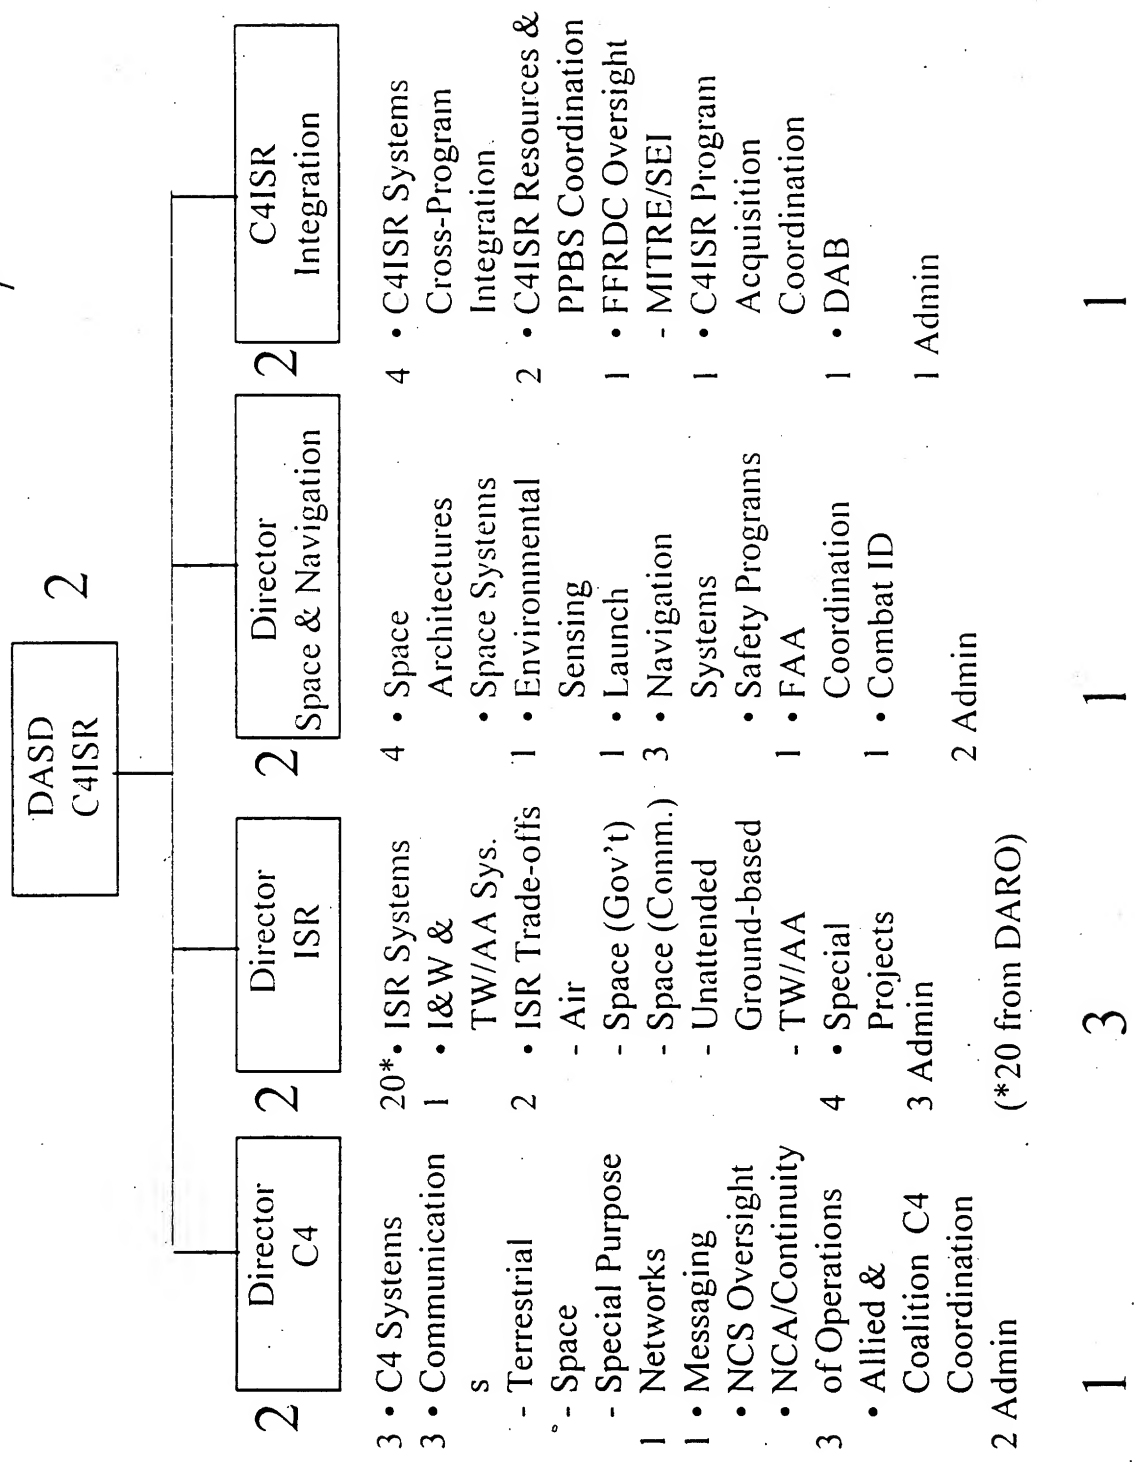 DASD
C4ISR
2
2
Director
C4
3 • C4 Systems
3 • Communication
s
- Terrestrial
- Space
- Special Purpose
1 Networks
1 • Messaging
• NCS Oversight
• NCA/Continuity
3 of Operations
• Allied &
Coalition C4
Coordination
2 Admin
1
2
Director
ISR
20* • ISR Systems
1 • I&W &
TW/AA Sys.
2 • ISR Trade-offs
- Air
- Space (Gov't)
- Space (Comm.)
- Unattended
Ground-based
- TW/AA
4 • Special
Projects
3 Admin
(*20 from DARO)
3
2
Director
Space & Navigation
4 • Space
Architectures
• Space Systems
1 • Environmental
Sensing
1 • Launch
3 • Navigation
Systems
• Safety Programs
1 • FAA
Coordination
1 • Combat ID
2 Admin
1
2
C4ISR
Integration
4 • C4ISR Systems
Cross-Program
Integration
2 • C4ISR Resources &
PPBS Coordination
1 • FFRDC Oversight
- MITRE/SEI
1 • C4ISR Program
Acquisition
Coordination
1 • DAB
1 Admin
1